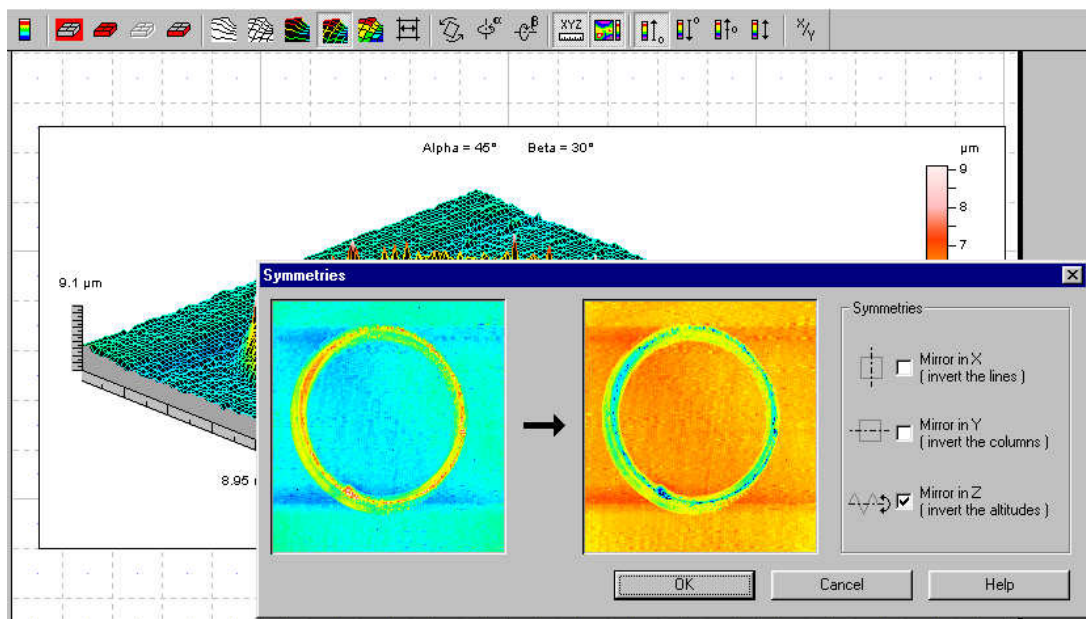 XYZ
X/Y
Alpha = 45° Beta = 30°
µm
9
8
7
9.1 µm
Symmetries
Symmetries
Mirror in X
( invert the lines )
Mirror in Y
( invert the columns )
Mirror in Z
( invert the altitudes )
8.95
OK
Cancel
Help